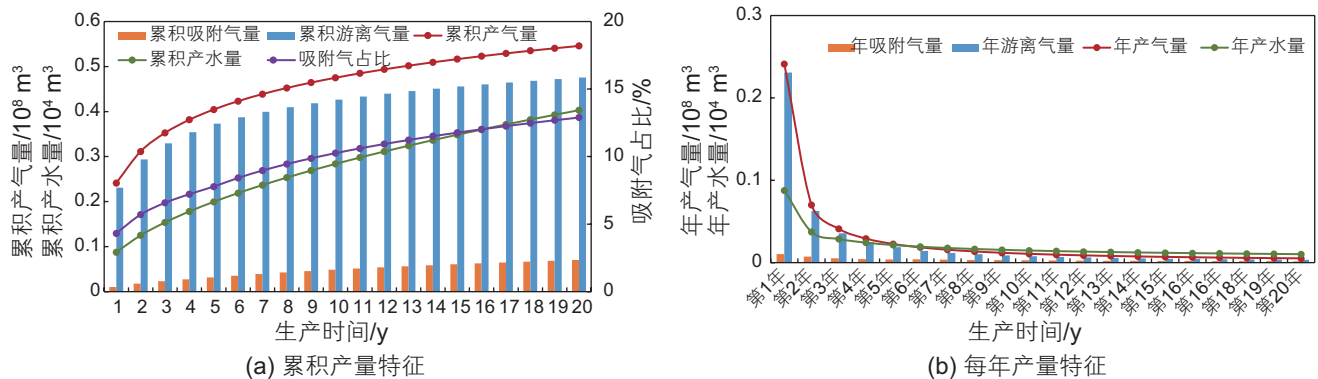 累积产气量/10⁸ m³
累积产水量/10⁴ m³
0.6
0.5
0.4
0.3
0.2
0.1
0
累积吸附气量 累积游离气量 累积产气量
累积产水量 吸附气占比
20
15
10
5
0
吸附气占比/%
1 2 3 4 5 6 7 8 9 10 11 12 13 14 15 16 17 18 19 20
生产时间/y
(a) 累积产量特征
年产气量/10⁸ m³
年产水量/10⁴ m³
0.3
0.2
0.1
0
年吸附气量 年游离气量 年产气量 年产水量
第1年 第2年 第3年 第4年 第5年 第6年 第7年 第8年 第9年 第10年 第11年 第12年 第13年 第14年 第15年 第16年 第16年 第18年 第19年 第20年
生产时间/y
(b) 每年产量特征